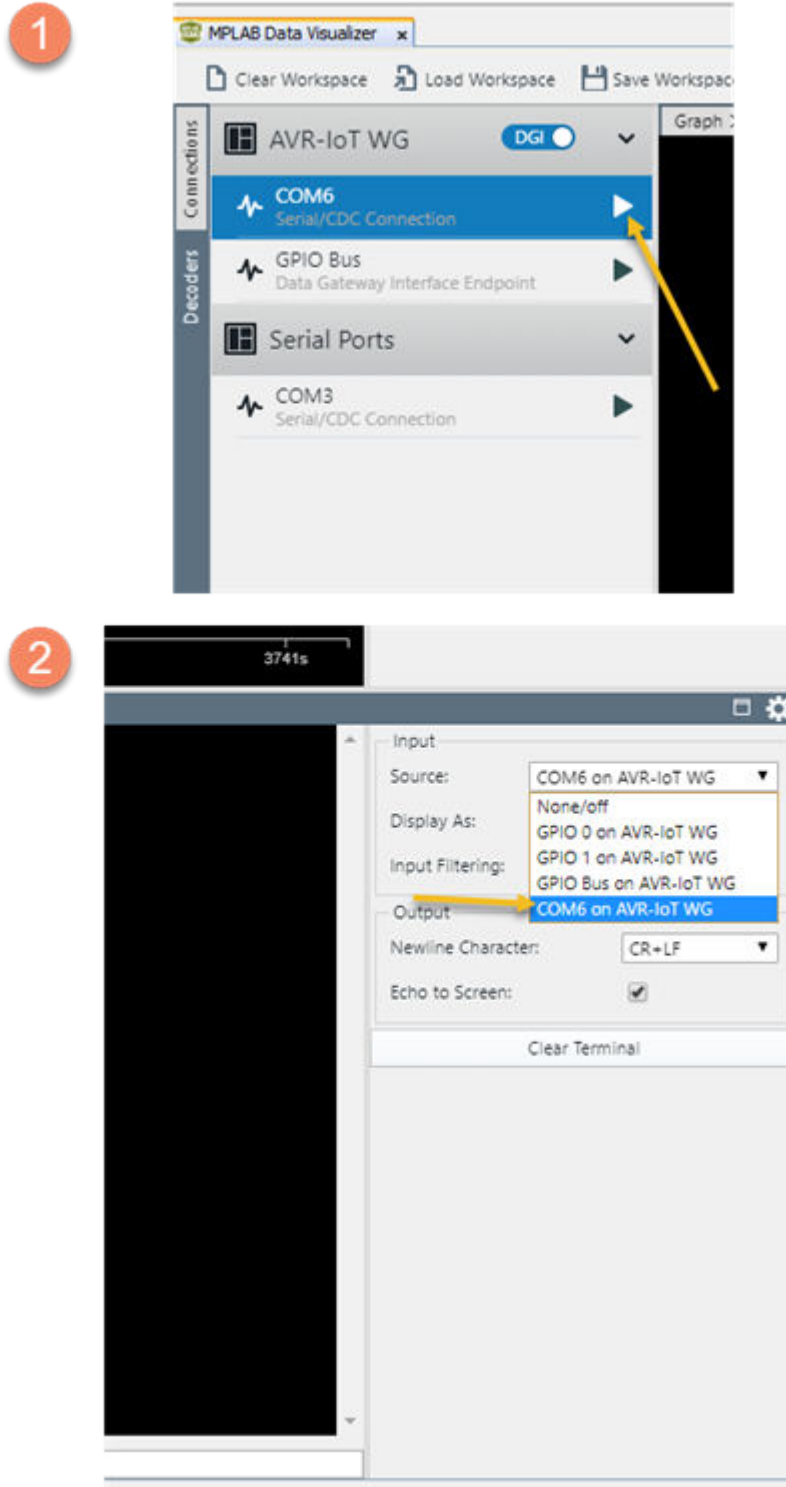 1
MPLAB Data Visualizer x
Clear Workspace Load Workspace Save Workspac
Connections
Decoders
AVR-IoT WG DGI
Graph
COM6
Serial/CDC Connection
GPIO Bus
Data Gateway Interface Endpoint
Serial Ports
COM3
Serial/CDC Connection
2
3741s
Input
Source: COM6 on AVR-IoT WG
Display As:
Input Filtering:
None/off
GPIO 0 on AVR-IoT WG
GPIO 1 on AVR-IoT WG
GPIO Bus on AVR-IoT WG
COM6 on AVR-IoT WG
Output
Newline Character: CR+LF
Echo to Screen:
Clear Terminal